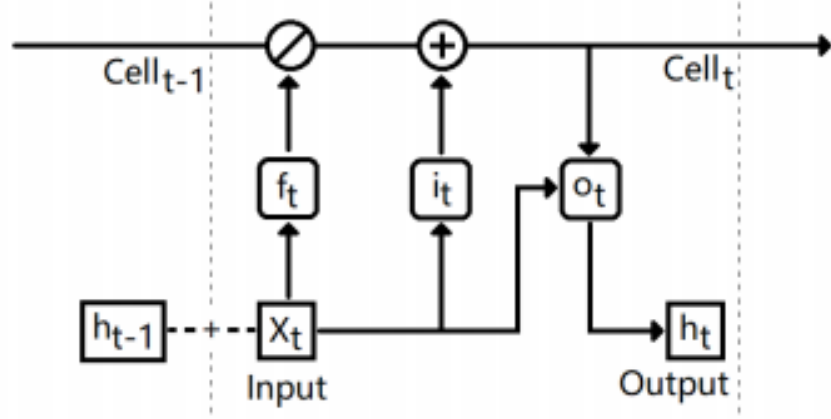 Cell_{t-1}
Cell_t
f_t
i_t
o_t
h_{t-1}
+
X_t
h_t
Input
Output